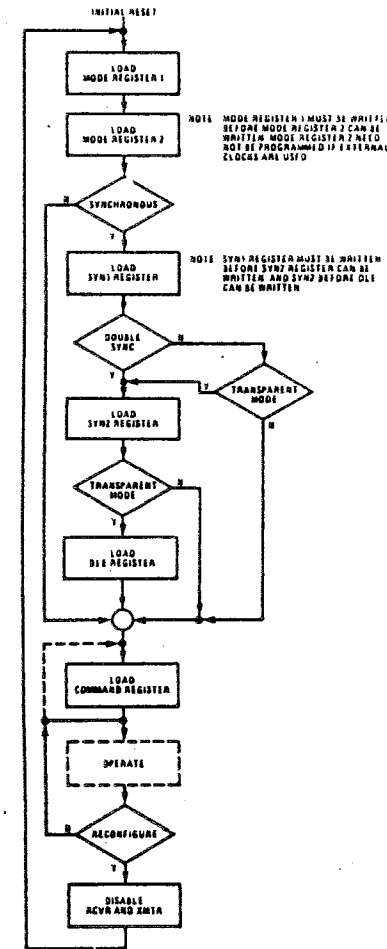 INITIAL RESET
LOAD
MODE REGISTER 1
LOAD
MODE REGISTER 2
NOTE MODE REGISTER 1 MUST BE WRITTEN
BEFORE MODE REGISTER 2 CAN BE
WRITTEN MODE REGISTER 2 NEED
NOT BE PROGRAMMED IF EXTERNAL
CLOCKS ARE USED
N
SYNCHRONOUS
Y
LOAD
SYN1 REGISTER
NOTE SYN1 REGISTER MUST BE WRITTEN
BEFORE SYN2 REGISTER CAN BE
WRITTEN AND SYN2 BEFORE DLE
CAN BE WRITTEN
DOUBLE
SYNC
N
Y
Y
TRANSPARENT
MODE
N
LOAD
SYN2 REGISTER
TRANSPARENT
MODE
N
Y
LOAD
DLE REGISTER
LOAD
COMMAND REGISTER
OPERATE
N
RECONFIGURE
Y
DISABLE
RCVR AND XMTR